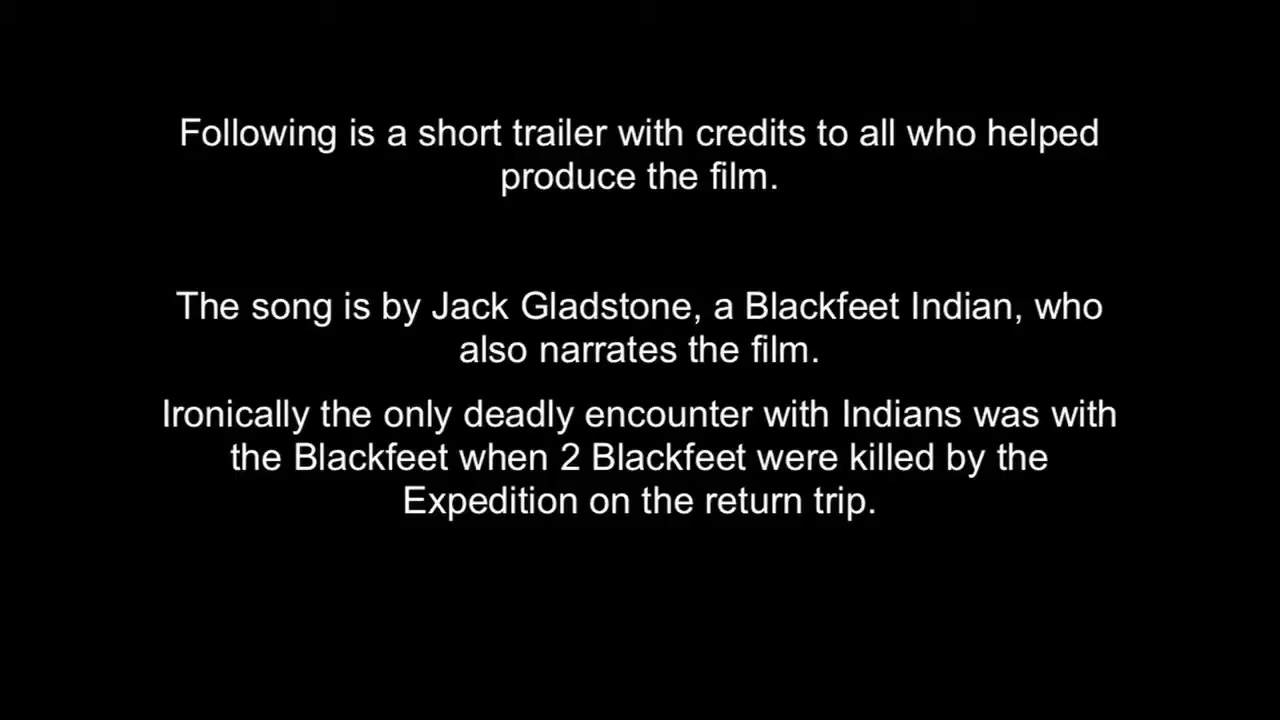 Following is a short trailer with credits to all who helped
produce the film.
The song is by Jack Gladstone, a Blackfeet Indian, who
also narrates the film.
Ironically the only deadly encounter with Indians was with
the Blackfeet when 2 Blackfeet were killed by the
Expedition on the return trip.